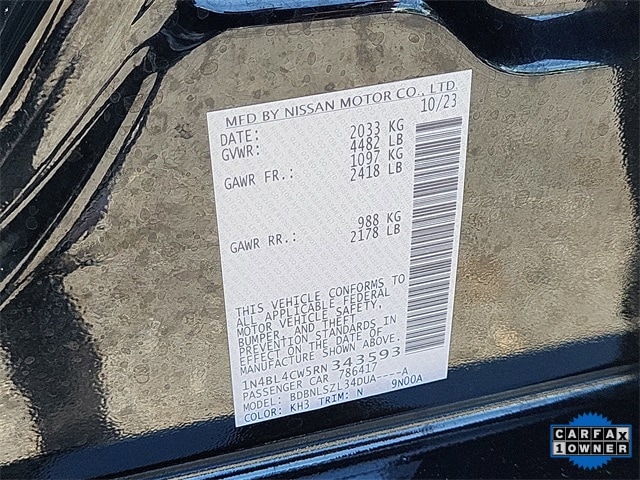 MFD BY NISSAN MOTOR CO., LTD.
DATE: 10/23
GVWR: 2033 KG
4482 LB
GAWR FR.: 1097 KG
2418 LB
GAWR RR.: 988 KG
2178 LB
THIS VEHICLE CONFORMS TO
ALL APPLICABLE FEDERAL
MOTOR VEHICLE SAFETY,
BUMPER, AND THEFT
PREVENTION STANDARDS IN
EFFECT ON THE DATE OF
MANUFACTURE SHOWN ABOVE.
1N4BL4CW5RN343593
PASSENGER CAR 786417
MODEL: BDBNLSZL34DUA----A
COLOR: KH3 TRIM: N 9N00A
CARFAX
1 OWNER